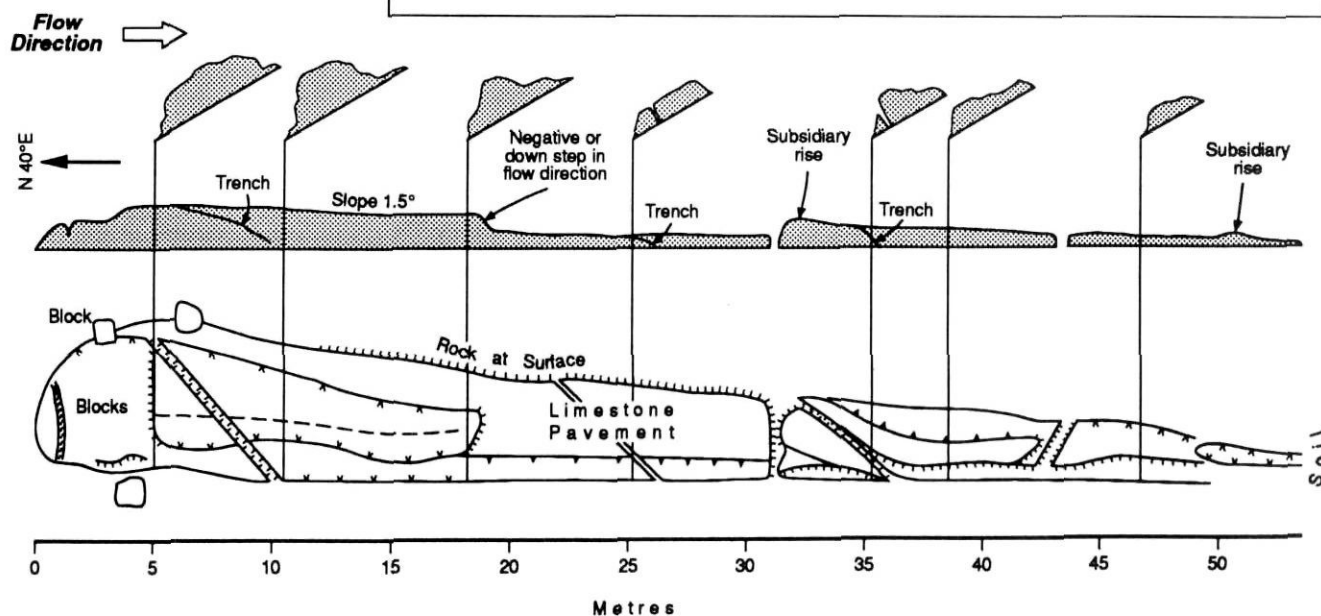 Flow
Direction
N 40°E
Trench
Slope 1.5°
Negative or
down step in
flow direction
Trench
Subsidiary
rise
Trench
Subsidiary
rise
Block
Blocks
Rock at Surface
Limestone
Pavement
0 5 10 15 20 25 30 35 40 45 50
Metres